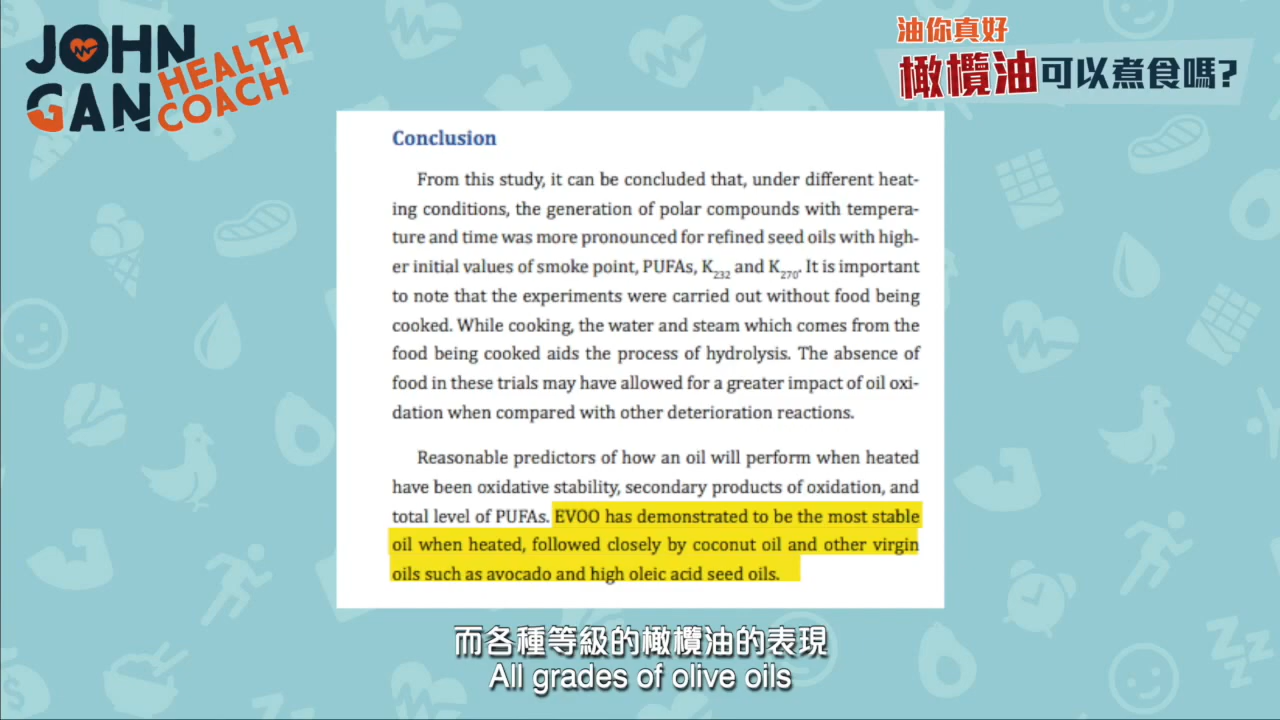 JOHN
GAN
HEALTH
COACH
油你真好
橄欖油可以煮食嗎?
Conclusion
From this study, it can be concluded that, under different heat-
ing conditions, the generation of polar compounds with tempera-
ture and time was more pronounced for refined seed oils with high-
er initial values of smoke point, PUFAs, K232 and K270. It is important
to note that the experiments were carried out without food being
cooked. While cooking, the water and steam which comes from the
food being cooked aids the process of hydrolysis. The absence of
food in these trials may have allowed for a greater impact of oil oxi-
dation when compared with other deterioration reactions.
Reasonable predictors of how an oil will perform when heated
have been oxidative stability, secondary products of oxidation, and
total level of PUFAs. EVOO has demonstrated to be the most stable
oil when heated, followed closely by coconut oil and other virgin
oils such as avocado and high oleic acid seed oils.
而各種等級的橄欖油的表現
All grades of olive oils